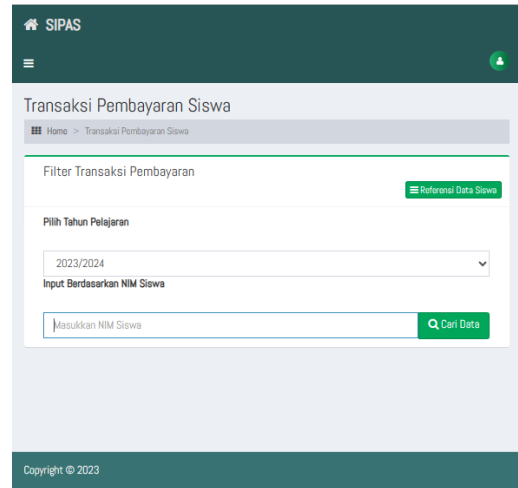 SIPAS
Transaksi Pembayaran Siswa
Home > Transaksi Pembayaran Siswa
Filter Transaksi Pembayaran
Referensi Data Siswa
Pilih Tahun Pelajaran
2023/2024
Input Berdasarkan NIM Siswa
Masukkan NIM Siswa
Cari Data
Copyright © 2023